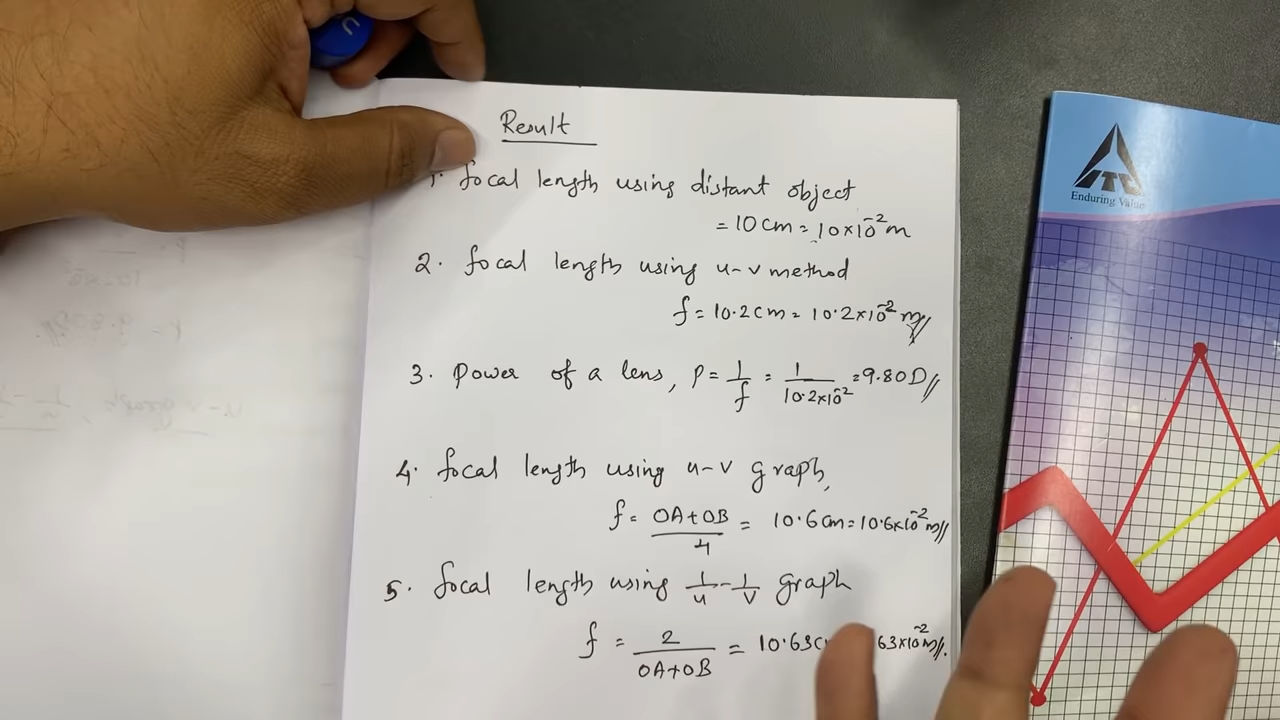 Result
1. focal length using distant object
= 10 cm = 10×10⁻² m
2. focal length using u-v method
f = 10.2 cm = 10.2×10⁻² m//
3. Power of a lens, P = 1/f = 1/10.2×10⁻² = 9.80 D//
4. focal length using u-v graph,
f = OA+OB/4 = 10.6 cm = 10.6×10⁻² m//
5. focal length using 1/u - 1/v graph
f = 2/OA+OB = 10.63 c 63×10⁻² m//.
ITC
Enduring Value